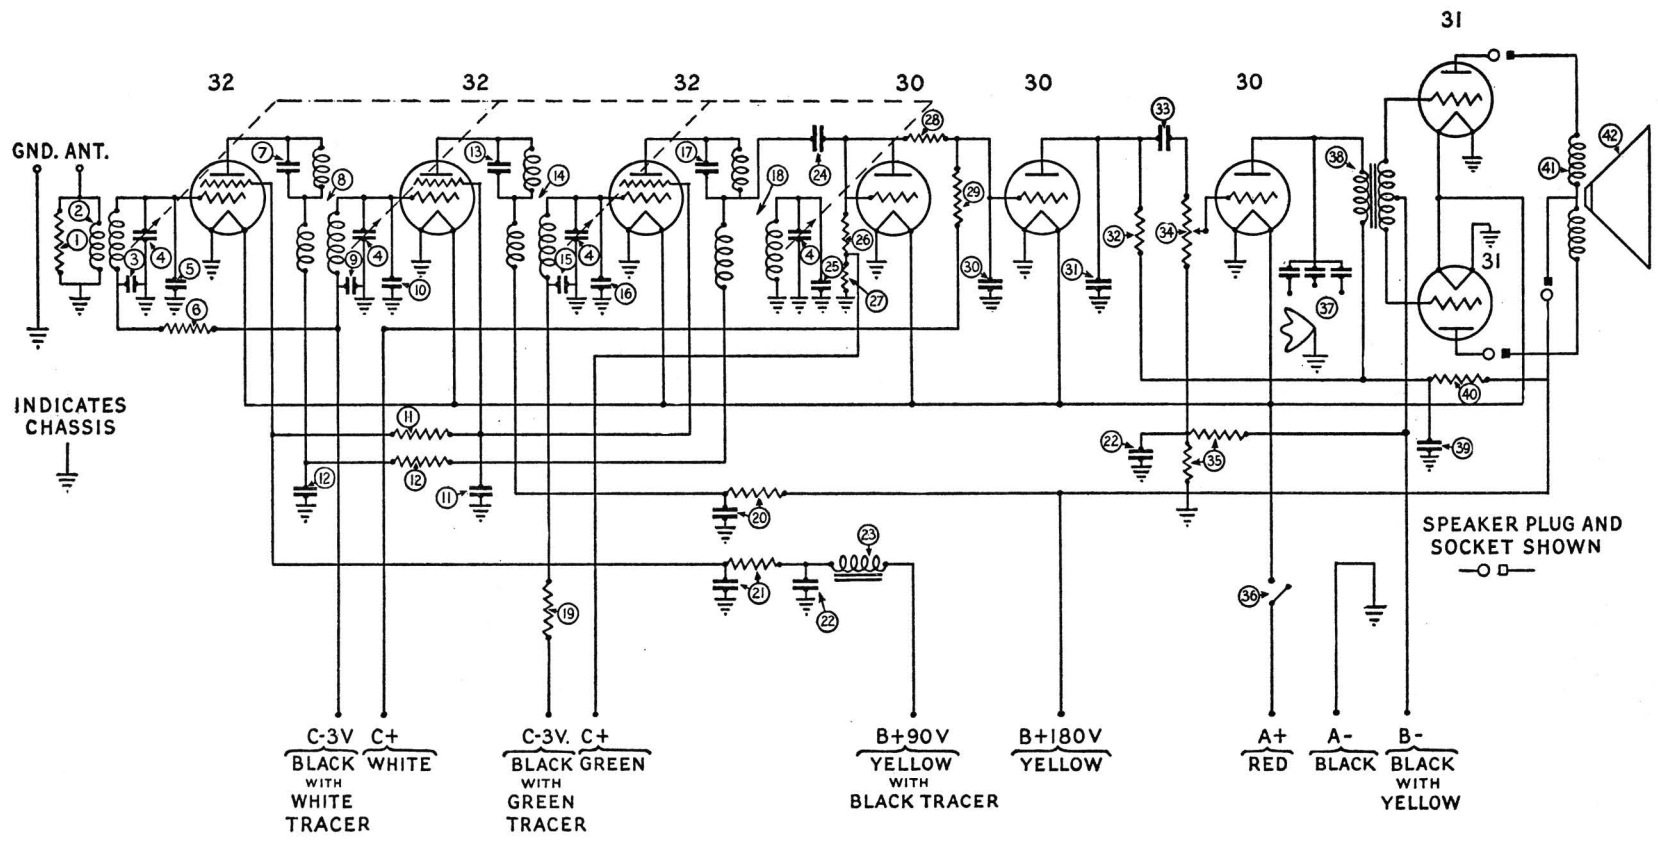 31
32
32
32
30
30
30
GND. ANT.
1
2
3
4
5
6
7
8
9
4
10
13
14
15
4
16
17
18
24
4
25
26
27
28
29
30
31
32
33
34
37
38
31
41
42
40
39
11
12
12
11
20
21
22
23
19
22
35
36
INDICATES
CHASSIS
SPEAKER PLUG AND
SOCKET SHOWN
C-3V C+
BLACK WHITE
WITH
WHITE
TRACER
C-3V. C+
BLACK GREEN
WITH
GREEN
TRACER
B+90V
YELLOW
WITH
BLACK TRACER
B+180V
YELLOW
A+
RED
A-
BLACK
B-
BLACK
WITH
YELLOW